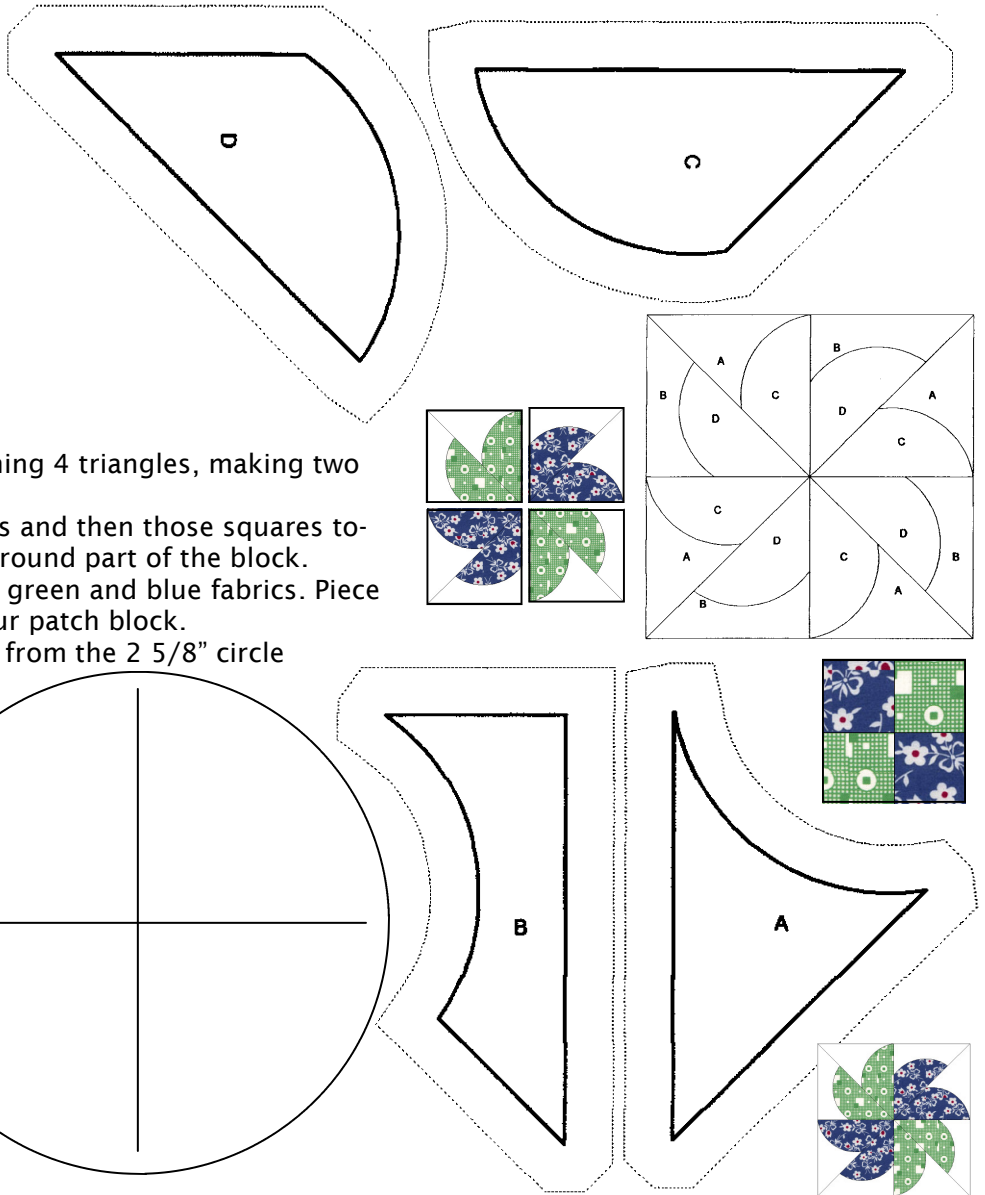 D
C
B
A
B
C
D
D
A
C
C
D
A
B
D
C
B
A
ning 4 triangles, making two
s and then those squares to-
round part of the block.
green and blue fabrics. Piece
ur patch block.
from the 2 5/8” circle
B
A